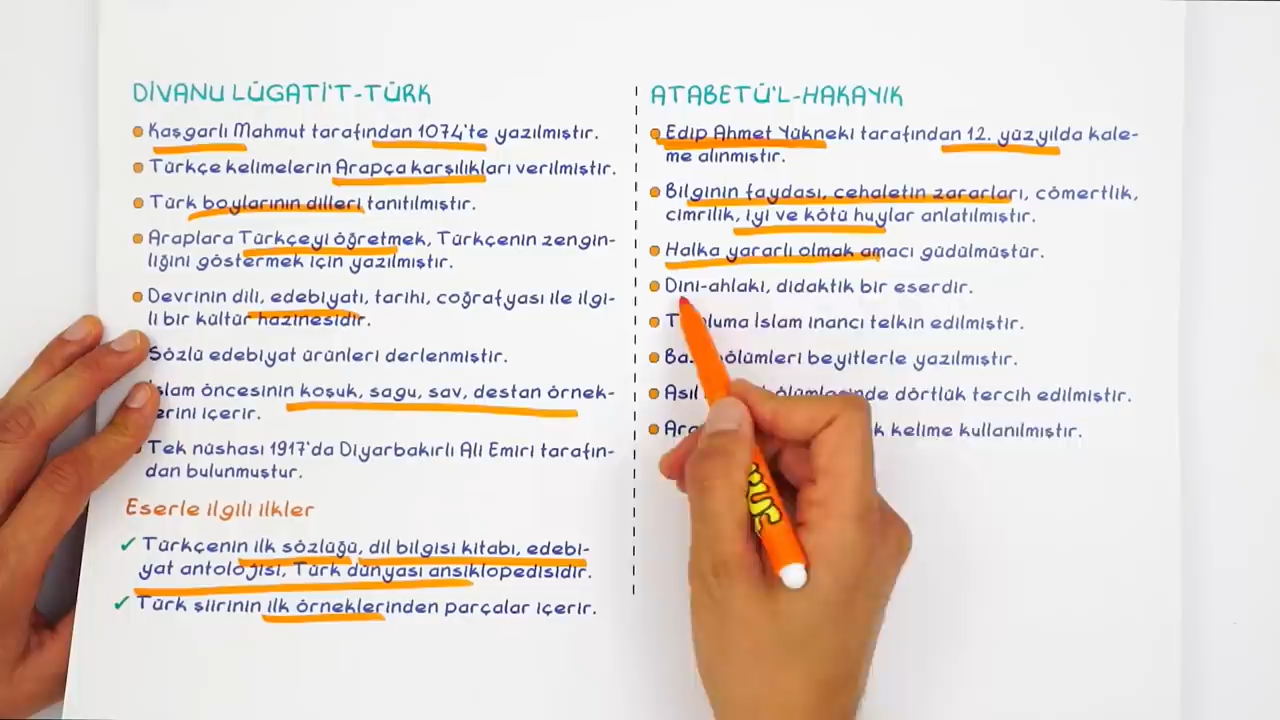 DİVANU LÜGATİ'T-TÜRK
Kaşgarlı Mahmut tarafından 1074'te yazılmıştır.
Türkçe kelimelerin Arapça karşılıkları verilmiştir.
Türk boylarının dilleri tanıtılmıştır.
Araplara Türkçeyi öğretmek, Türkçenin zengin-
liğini göstermek için yazılmıştır.
Devrinin dili, edebiyatı, tarihi, coğrafyası ile ilgi-
li bir kültür hazinesidir.
Sözlü edebiyat ürünleri derlenmiştir.
İslam öncesinin koşuk, sagu, sav, destan örnek-
lerini içerir.
Tek nüshası 1917'da Diyarbakırlı Ali Emiri tarafın-
dan bulunmuştur.
Eserle ilgili ilkler
✓ Türkçenin ilk sözlüğü, dil bilgisi kitabı, edebi-
yat antolojisi, Türk dünyası ansiklopedisidir.
✓ Türk şiirinin ilk örneklerinden parçalar içerir.
ATABETÜ'L-HAKAYIK
Edip Ahmet Yükneki tarafından 12. yüzyılda kale-
me alınmıştır.
Bilginin faydası, cehaletin zararları, cömertlik,
cimrilik, iyi ve kötü huylar anlatılmıştır.
Halka yararlı olmak amacı güdülmüştür.
Dini-ahlaki, didaktik bir eserdir.
Topluma İslam inancı telkin edilmiştir.
bölümleri beyitlerle yazılmıştır.
Asıl bölümlerinde dörtlük tercih edilmiştir.
kelime kullanılmıştır.